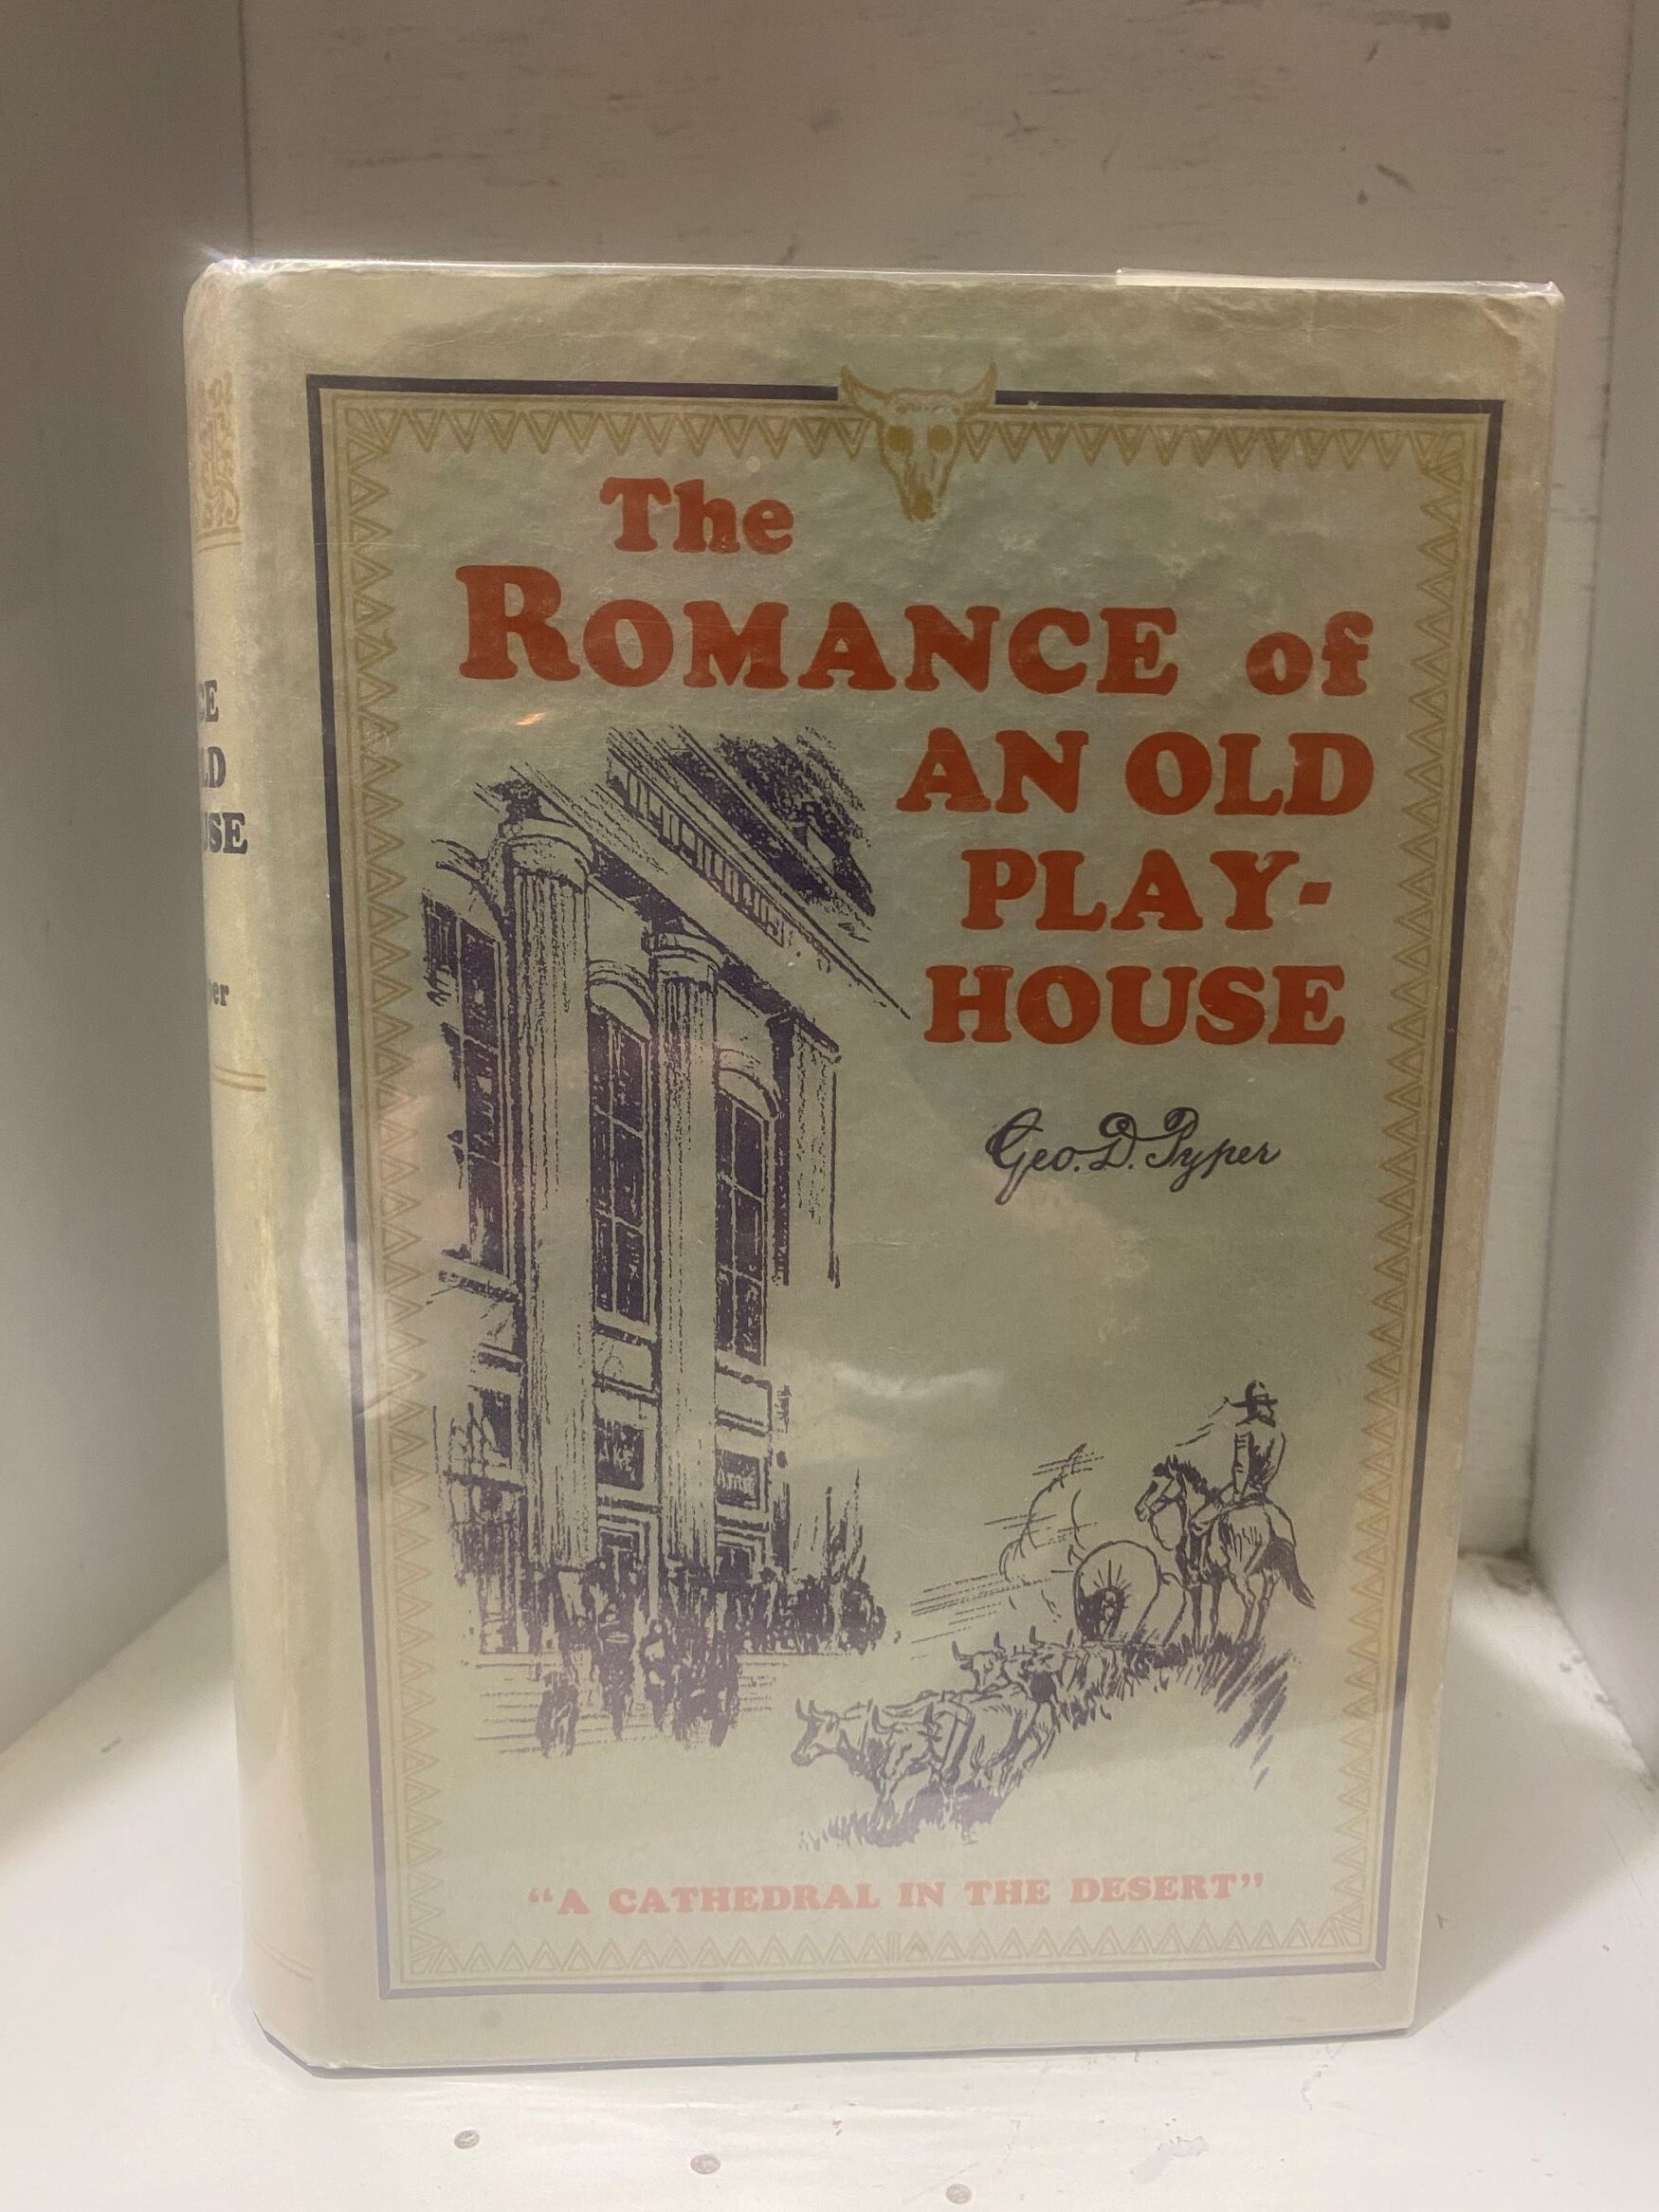 The
ROMANCE of
AN OLD
PLAY-
HOUSE
Geo. D. Pyper
"A CATHEDRAL IN THE DESERT"
CE
LD
USE
per